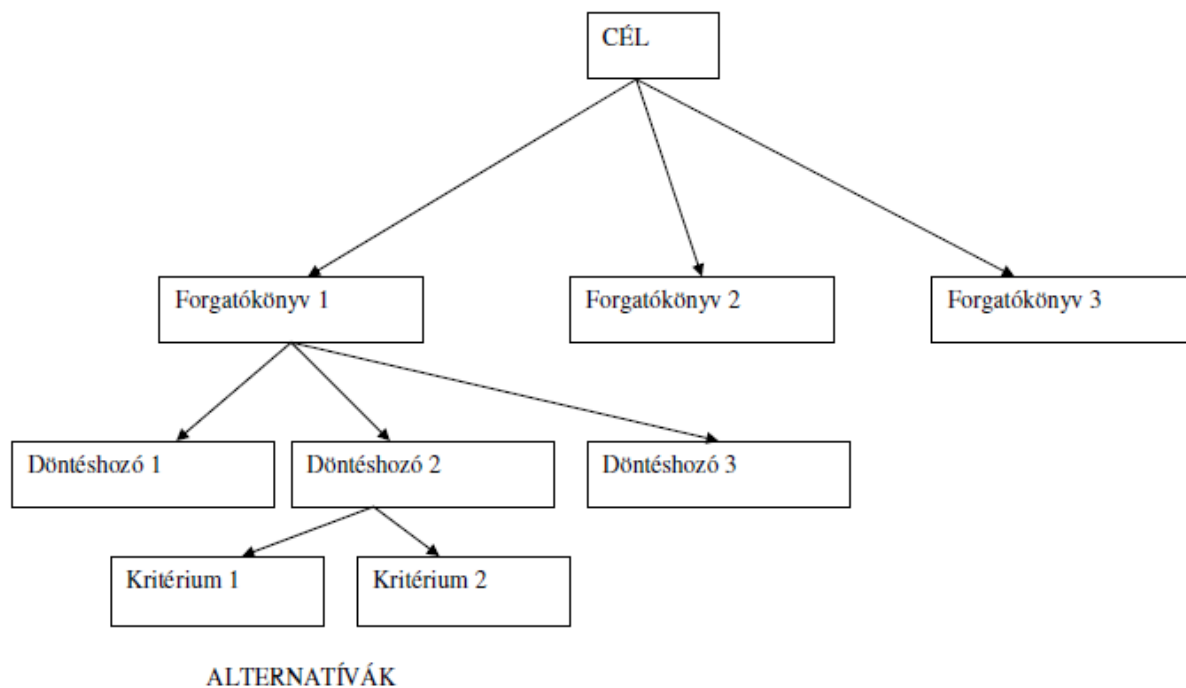 CÉL
Forgatókönyv 1
Forgatókönyv 2
Forgatókönyv 3
Döntéshozó 1
Döntéshozó 2
Döntéshozó 3
Kritérium 1
Kritérium 2
ALTERNATÍVÁK